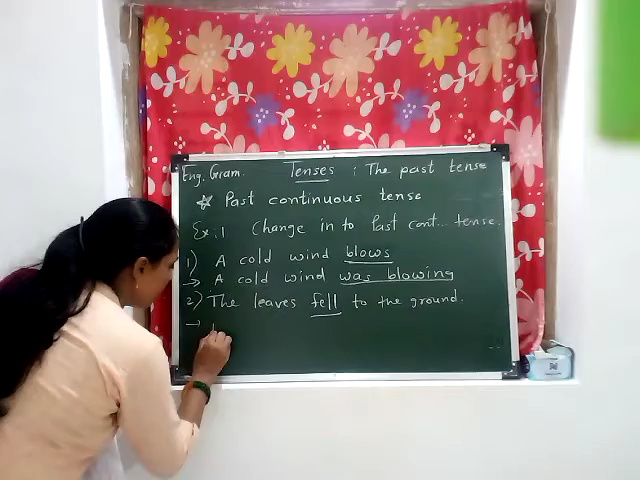 Eng. Gram. Tenses : The past tense
☆ Past continuous tense
Ex:1 Change in to Past cont... tense.
1) A cold wind blows
→ A cold wind was blowing
2) The leaves fell to the ground.
→